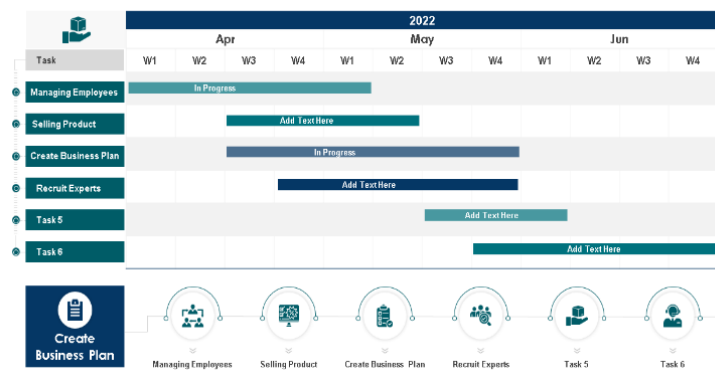 2022
Apr May Jun
Task W1 W2 W3 W4 W1 W2 W3 W4 W1 W2 W3 W4
Managing Employees In Progress
Selling Product Add Text Here
Create Business Plan In Progress
Recruit Experts Add Text Here
Task 5 Add Text Here
Task 6 Add Text Here
Create
Business Plan
Managing Employees Selling Product Create Business Plan Recruit Experts Task 5 Task 6